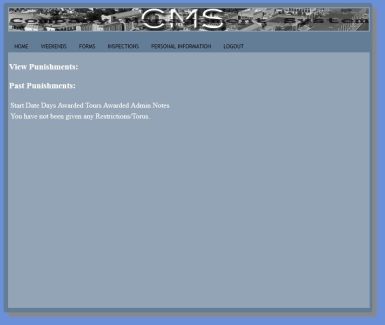 CMS
HOME WEEKENDS FORMS INSPECTIONS PERSONAL INFORMATION LOGOUT
View Punishments:
Past Punishments:
Start Date Days Awarded Tours Awarded Admin Notes
You have not been given any Restrictions/Torus.